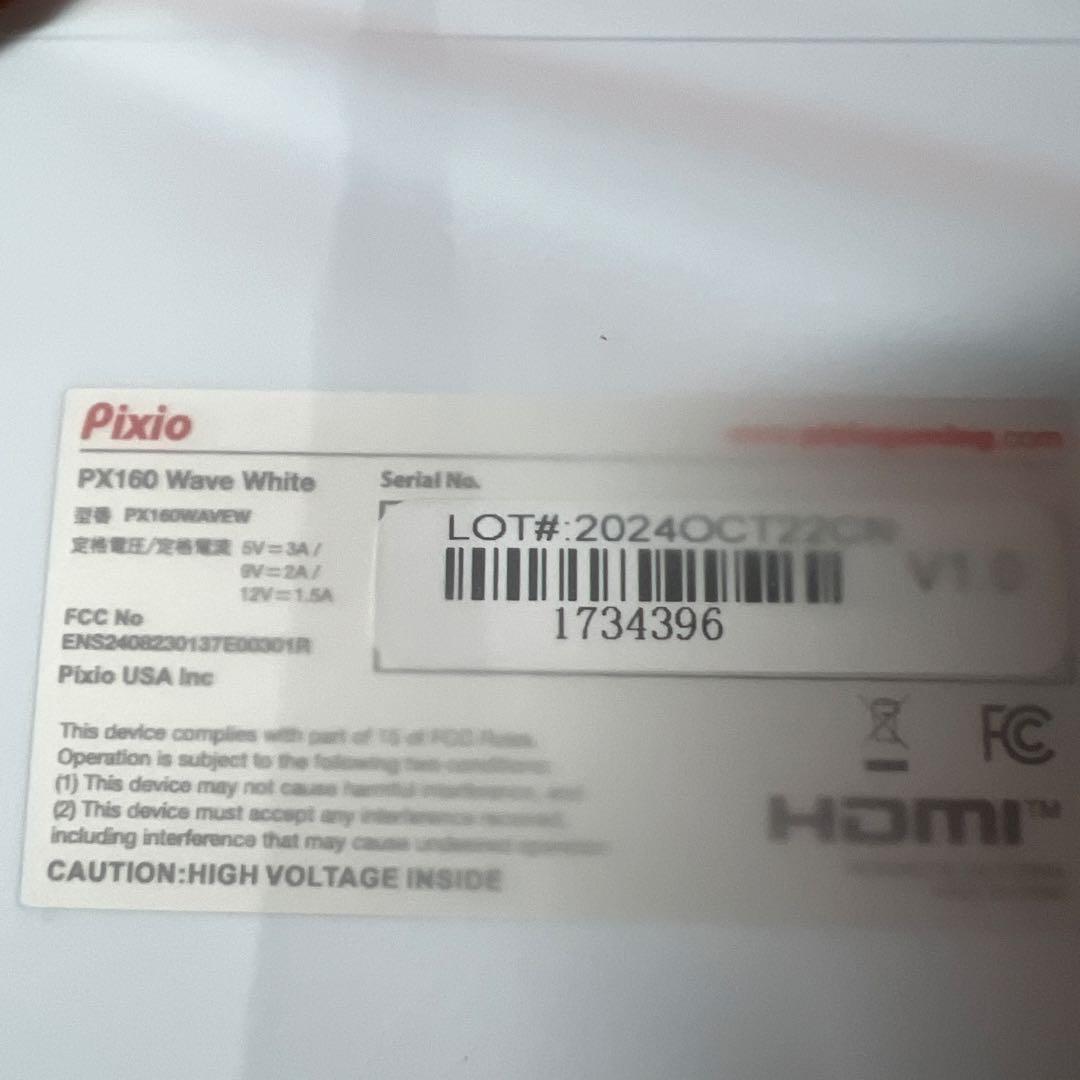 Pixio
PX160 Wave White
型番 PX160WAVEW
定格電圧/定格電流 5V=3A/
9V=2A/
12V=1.5A
FCC No
ENS2408230137E00301R
Pixio USA Inc
Serial No.
LOT#:2024OCT22CN
V1.0
1734396
This device complies with part of 15 of FCC Rules.
Operation is subject to the following two conditions:
(1) This device may not cause harmful interference, and
(2) This device must accept any interference received,
including interference that may cause undesired operation
CAUTION:HIGH VOLTAGE INSIDE
FC
HDMI™